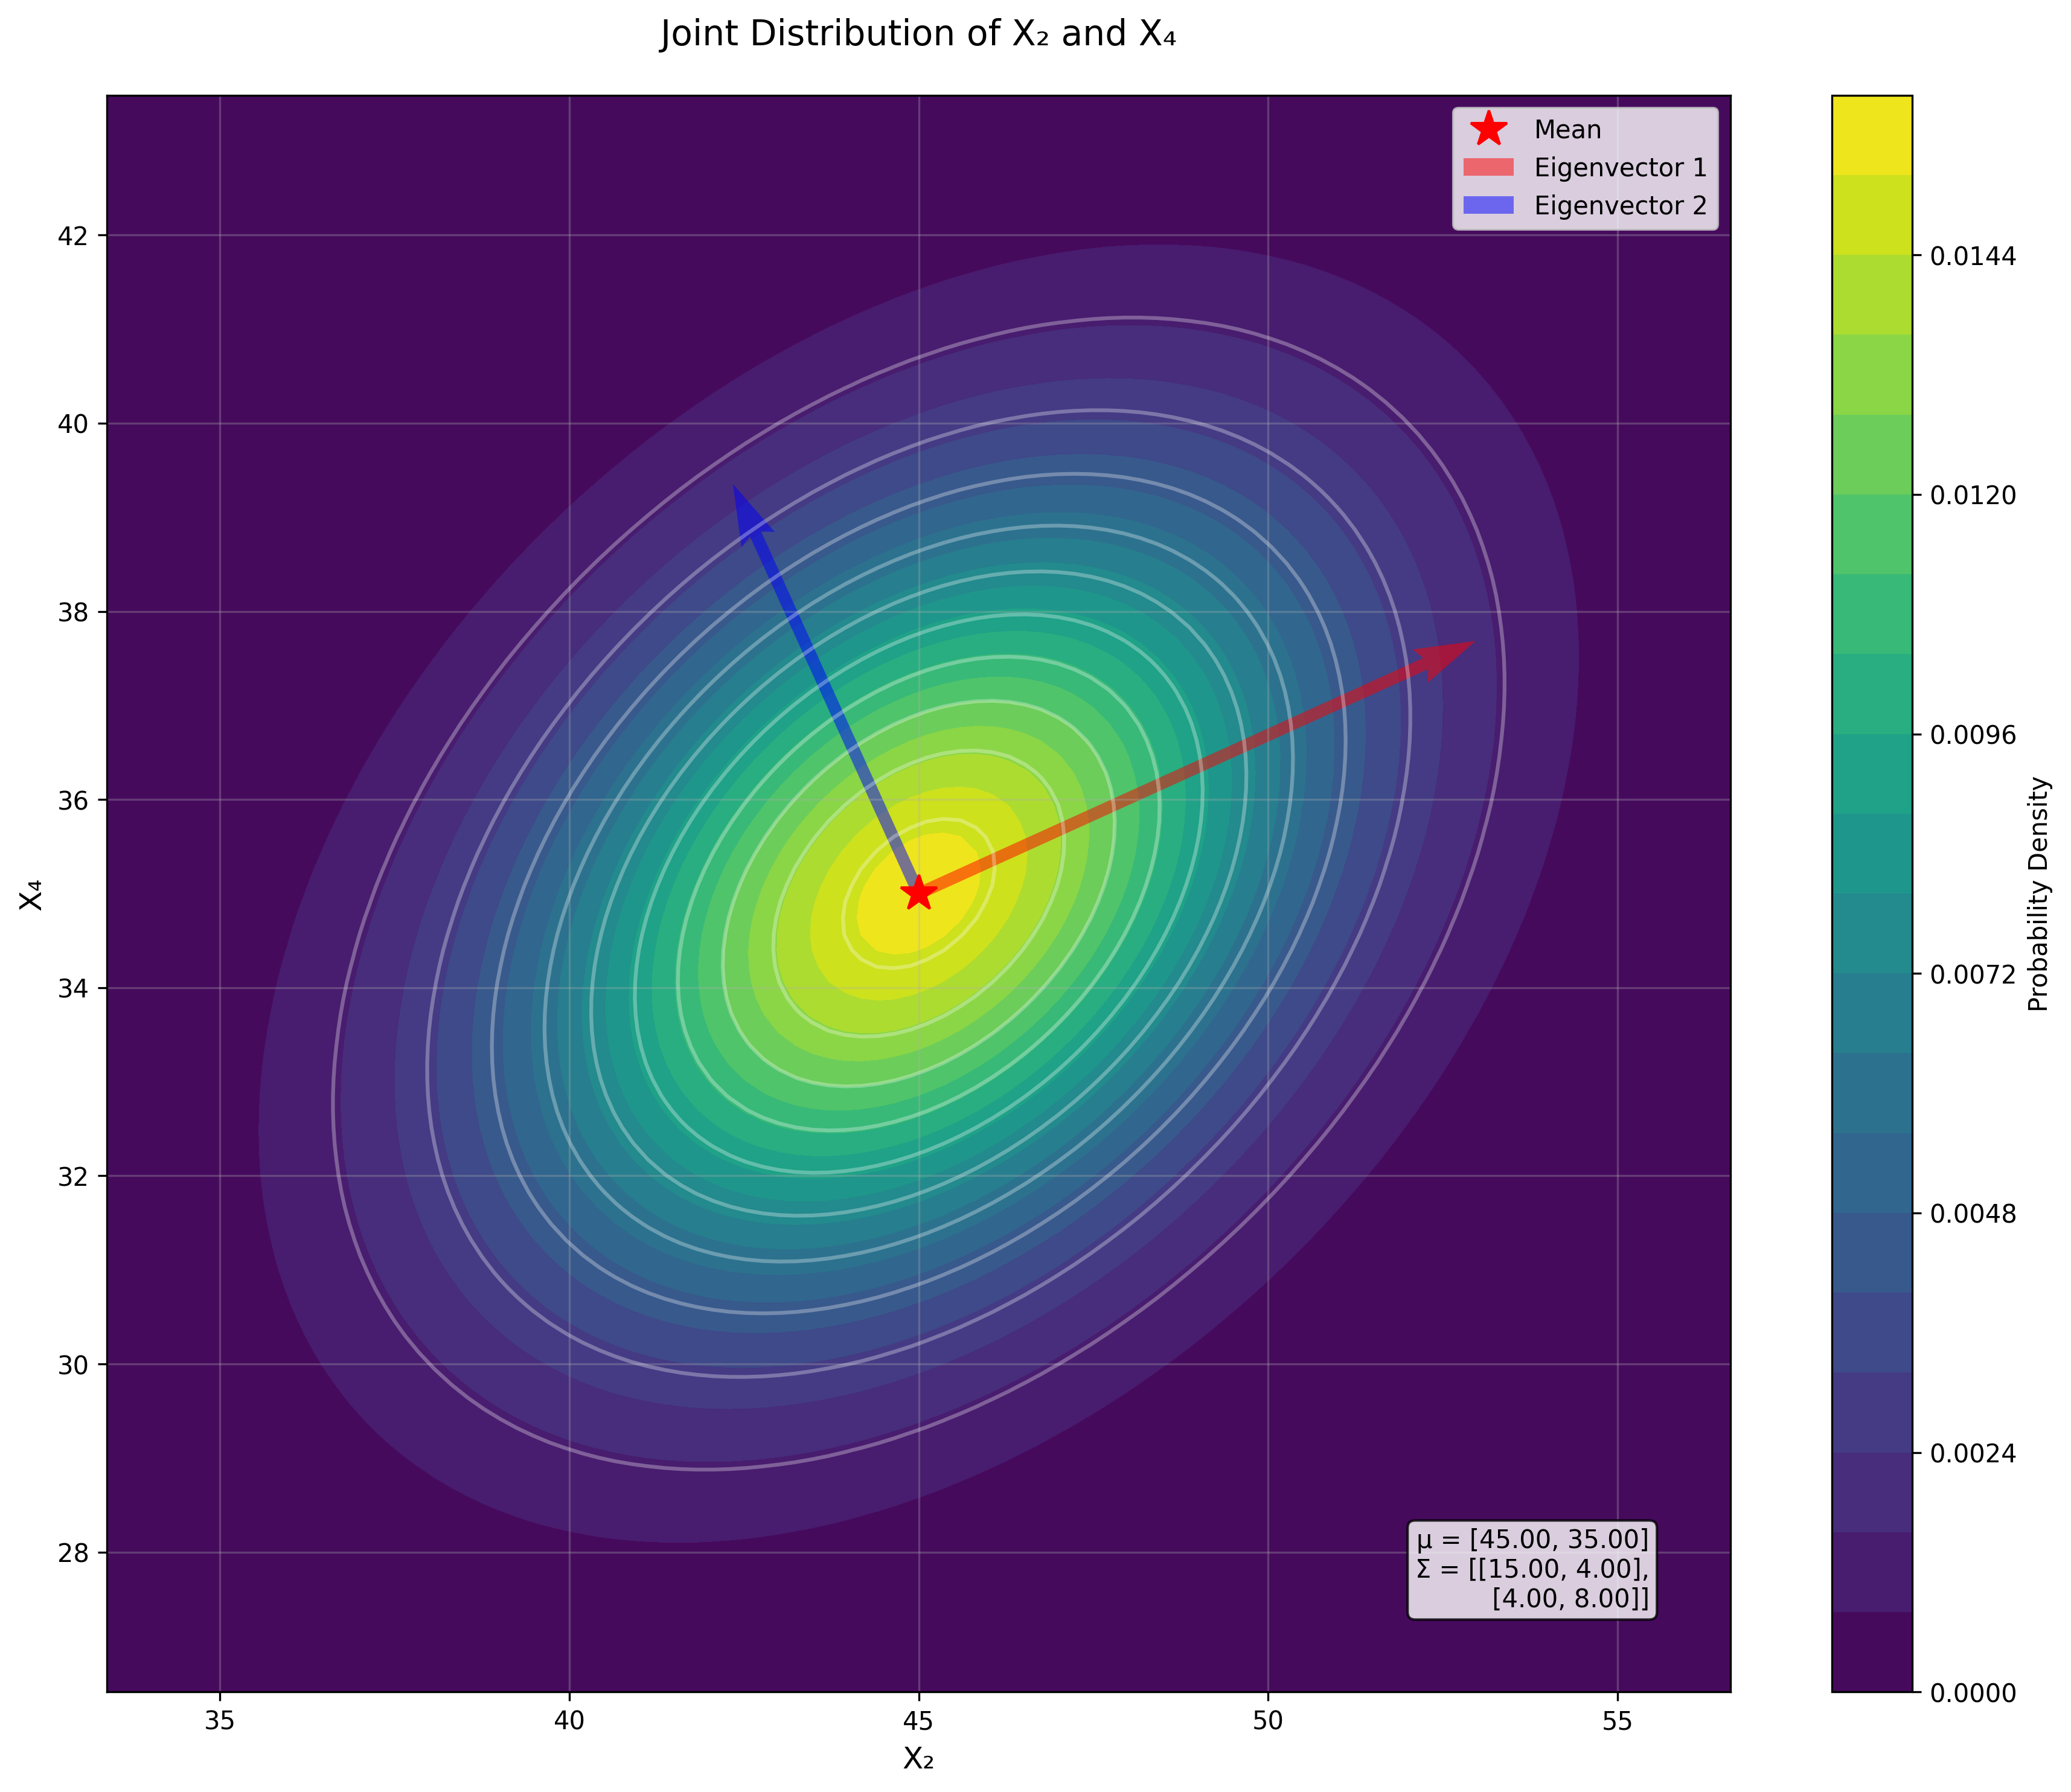 Joint Distribution of X₂ and X₄
Mean
Eigenvector 1
Eigenvector 2
42
40
38
36
34
32
30
28
X₄
35
40
45
50
55
X₂
μ = [45.00, 35.00]
Σ = [[15.00, 4.00],
[4.00, 8.00]]
0.0144
0.0120
0.0096
0.0072
0.0048
0.0024
0.0000
Probability Density